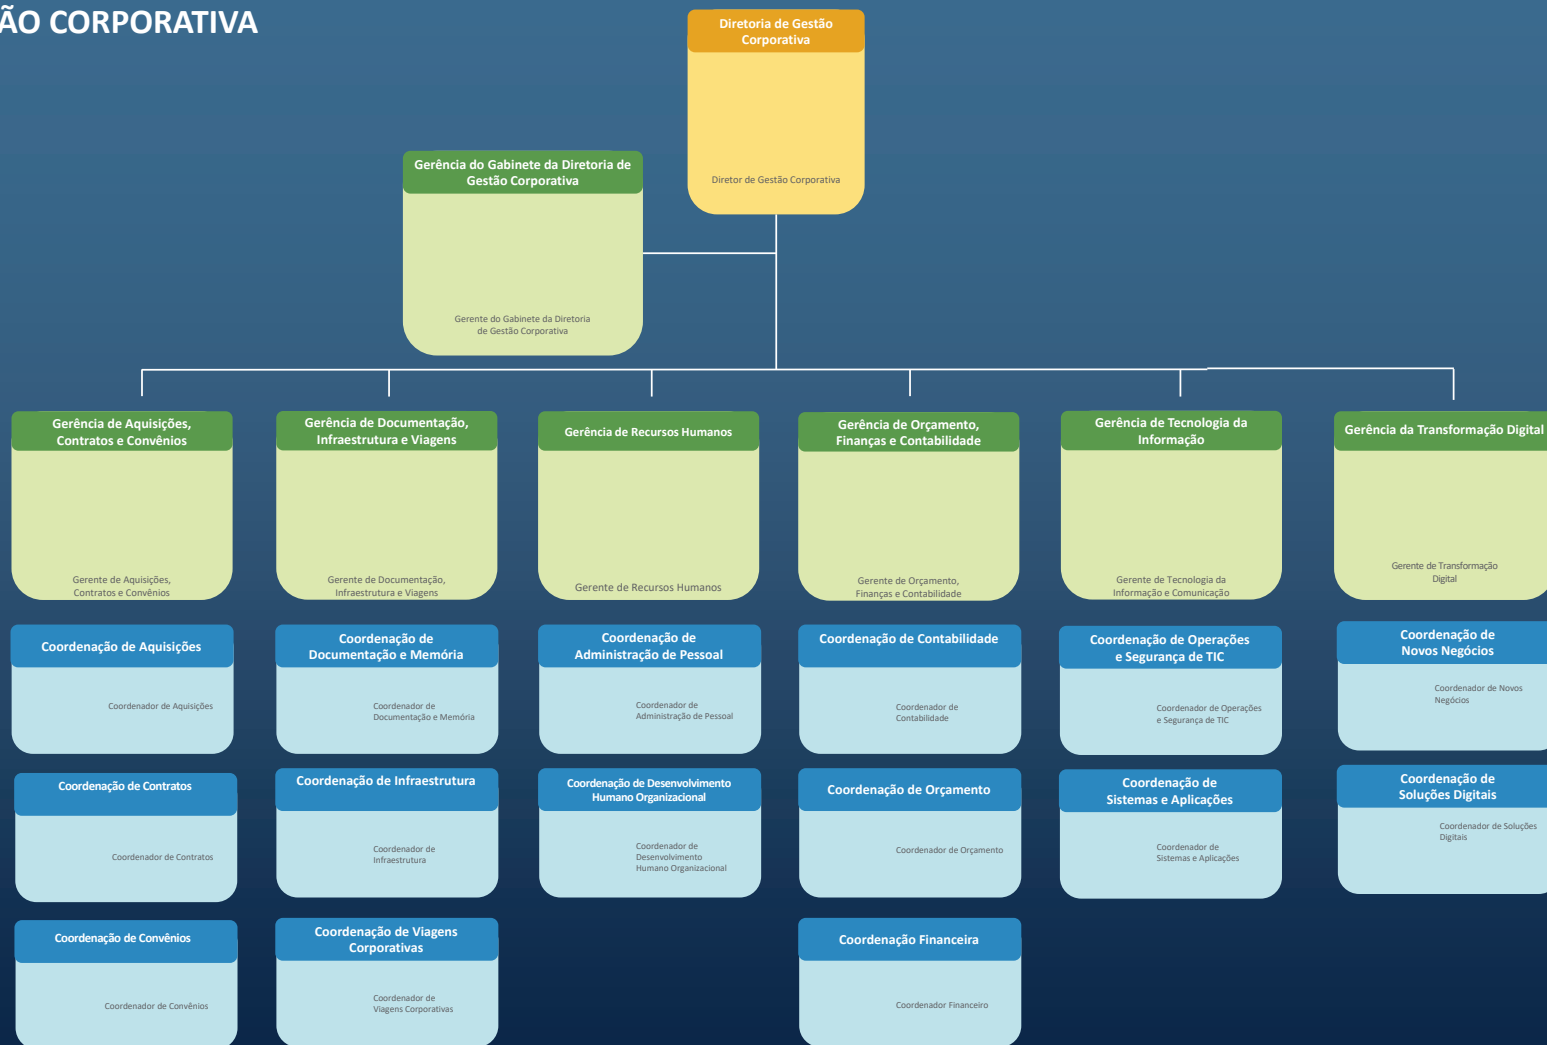 ÃO CORPORATIVA
Diretoria de Gestão
Corporativa
Diretor de Gestão Corporativa
Gerência do Gabinete da Diretoria de
Gestão Corporativa
Gerente do Gabinete da Diretoria
de Gestão Corporativa
Gerência de Aquisições,
Contratos e Convênios
Gerente de Aquisições,
Contratos e Convênios
Gerência de Documentação,
Infraestrutura e Viagens
Gerente de Documentação,
Infraestrutura e Viagens
Gerência de Recursos Humanos
Gerente de Recursos Humanos
Gerência de Orçamento,
Finanças e Contabilidade
Gerente de Orçamento,
Finanças e Contabilidade
Gerência de Tecnologia da
Informação
Gerente de Tecnologia da
Informação e Comunicação
Gerência da Transformação Digital
Gerente de Transformação
Digital
Coordenação de Aquisições
Coordenador de Aquisições
Coordenação de
Documentação e Memória
Coordenador de
Documentação e Memória
Coordenação de
Administração de Pessoal
Coordenador de
Administração de Pessoal
Coordenação de Contabilidade
Coordenador de
Contabilidade
Coordenação de Operações
e Segurança de TIC
Coordenador de Operações
e Segurança de TIC
Coordenação de
Novos Negócios
Coordenador de Novos
Negócios
Coordenação de Contratos
Coordenador de Contratos
Coordenação de Infraestrutura
Coordenador de
Infraestrutura
Coordenação de Desenvolvimento
Humano Organizacional
Coordenador de
Desenvolvimento
Humano Organizacional
Coordenação de Orçamento
Coordenador de Orçamento
Coordenação de
Sistemas e Aplicações
Coordenador de
Sistemas e Aplicações
Coordenação de
Soluções Digitais
Coordenador de Soluções
Digitais
Coordenação de Convênios
Coordenador de Convênios
Coordenação de Viagens
Corporativas
Coordenador de
Viagens Corporativas
Coordenação Financeira
Coordenador Financeiro